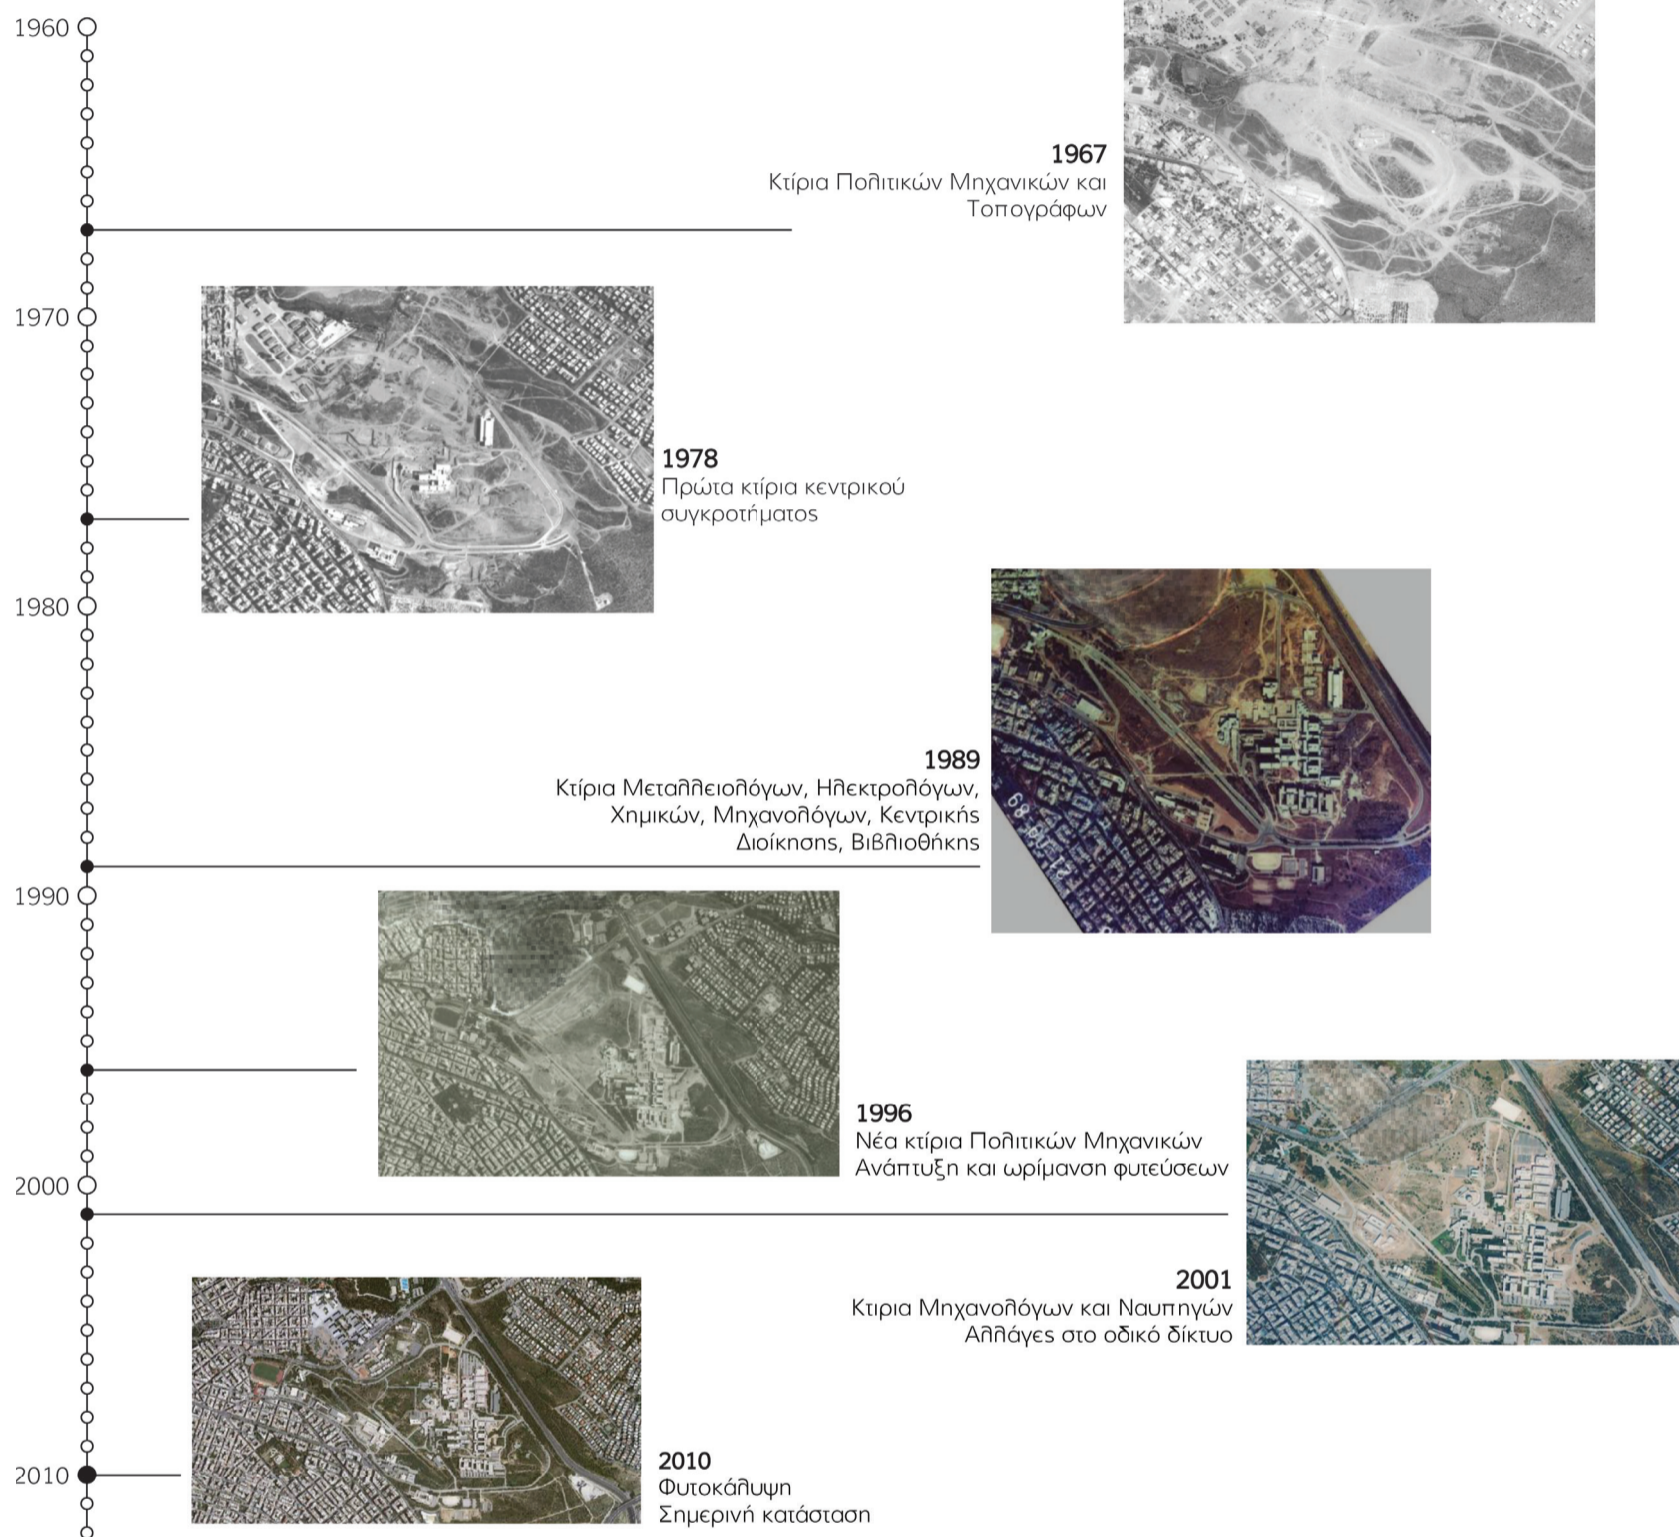 1960
1967
Κτίρια Πολιτικών Μηχανικών και
Τοπογράφων
1970
1978
Πρώτα κτίρια κεντρικού
συγκροτήματος
1980
1989
Κτίρια Μεταλλειολόγων, Ηλεκτρολόγων,
Χημικών, Μηχανολόγων, Κεντρικής
Διοίκησης, Βιβλιοθήκης
1990
1996
Νέα κτίρια Πολιτικών Μηχανικών
Ανάπτυξη και ωρίμανση φυτεύσεων
2000
2001
Κτιρια Μηχανολόγων και Ναυπηγών
Αλλάγες στο οδικό δίκτυο
2010
2010
Φυτοκάλυψη
Σημερινή κατάσταση